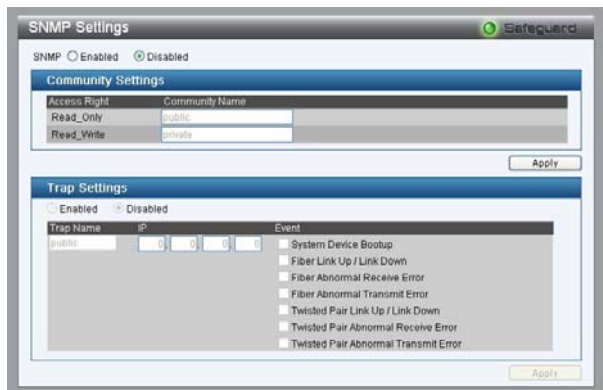 SNMP Settings
Safeguard
SNMP Enabled Disabled
Community Settings
Access Right Community Name
Read_Only public
Read_Write private
Apply
Trap Settings
Enabled Disabled
Trap Name IP Event
public 0. 0. 0. 0 System Device Bootup
Fiber Link Up / Link Down
Fiber Abnormal Receive Error
Fiber Abnormal Transmit Error
Twisted Pair Link Up / Link Down
Twisted Pair Abnormal Receive Error
Twisted Pair Abnormal Transmit Error
Apply